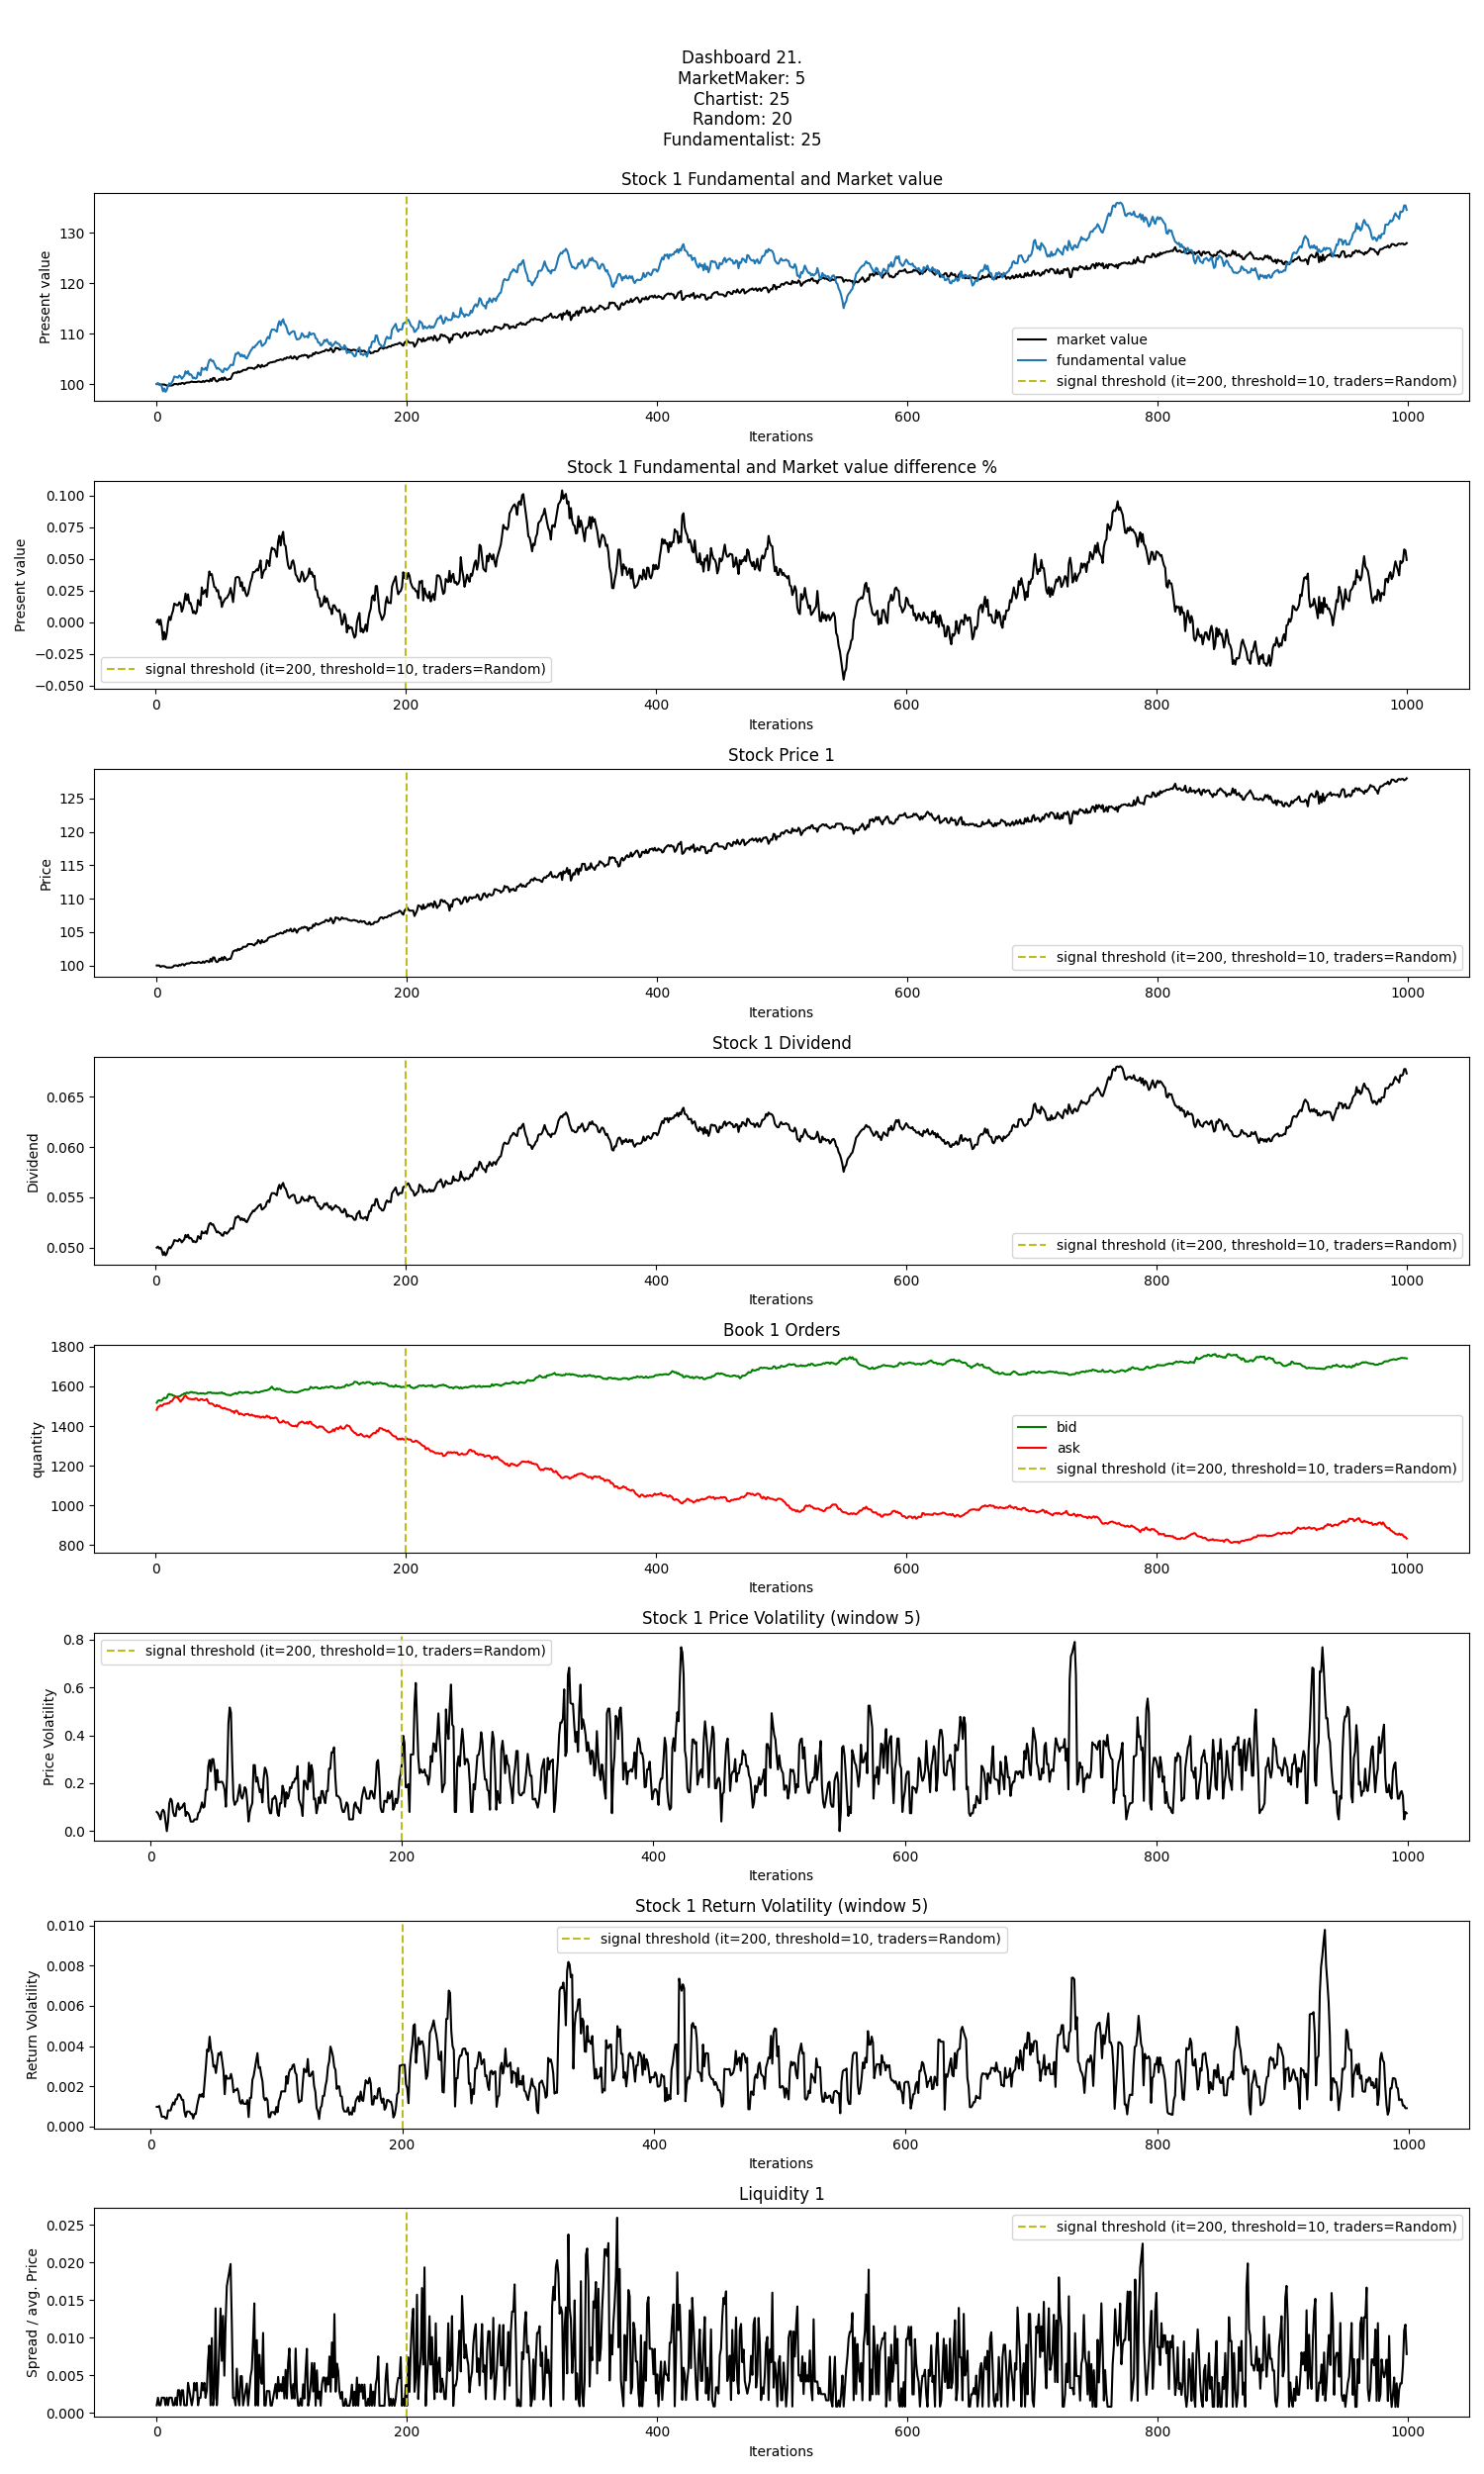 Dashboard 21.
MarketMaker: 5
Chartist: 25
Random: 20
Fundamentalist: 25
Stock 1 Fundamental and Market value
Present value
130
120
110
100
market value
fundamental value
signal threshold (it=200, threshold=10, traders=Random)
0 200 400 600 800 1000
Iterations
Stock 1 Fundamental and Market value difference %
Present value
0.100
0.075
0.050
0.025
0.000
−0.025
−0.050
signal threshold (it=200, threshold=10, traders=Random)
0 200 400 600 800 1000
Iterations
Stock Price 1
Price
125
120
115
110
105
100
signal threshold (it=200, threshold=10, traders=Random)
0 200 400 600 800 1000
Iterations
Stock 1 Dividend
Dividend
0.065
0.060
0.055
0.050
signal threshold (it=200, threshold=10, traders=Random)
0 200 400 600 800 1000
Iterations
Book 1 Orders
quantity
1800
1600
1400
1200
1000
800
bid
ask
signal threshold (it=200, threshold=10, traders=Random)
0 200 400 600 800 1000
Iterations
Stock 1 Price Volatility (window 5)
Price Volatility
0.8
0.6
0.4
0.2
0.0
signal threshold (it=200, threshold=10, traders=Random)
0 200 400 600 800 1000
Iterations
Stock 1 Return Volatility (window 5)
Return Volatility
0.010
0.008
0.006
0.004
0.002
0.000
signal threshold (it=200, threshold=10, traders=Random)
0 200 400 600 800 1000
Iterations
Liquidity 1
Spread / avg. Price
0.025
0.020
0.015
0.010
0.005
0.000
signal threshold (it=200, threshold=10, traders=Random)
0 200 400 600 800 1000
Iterations